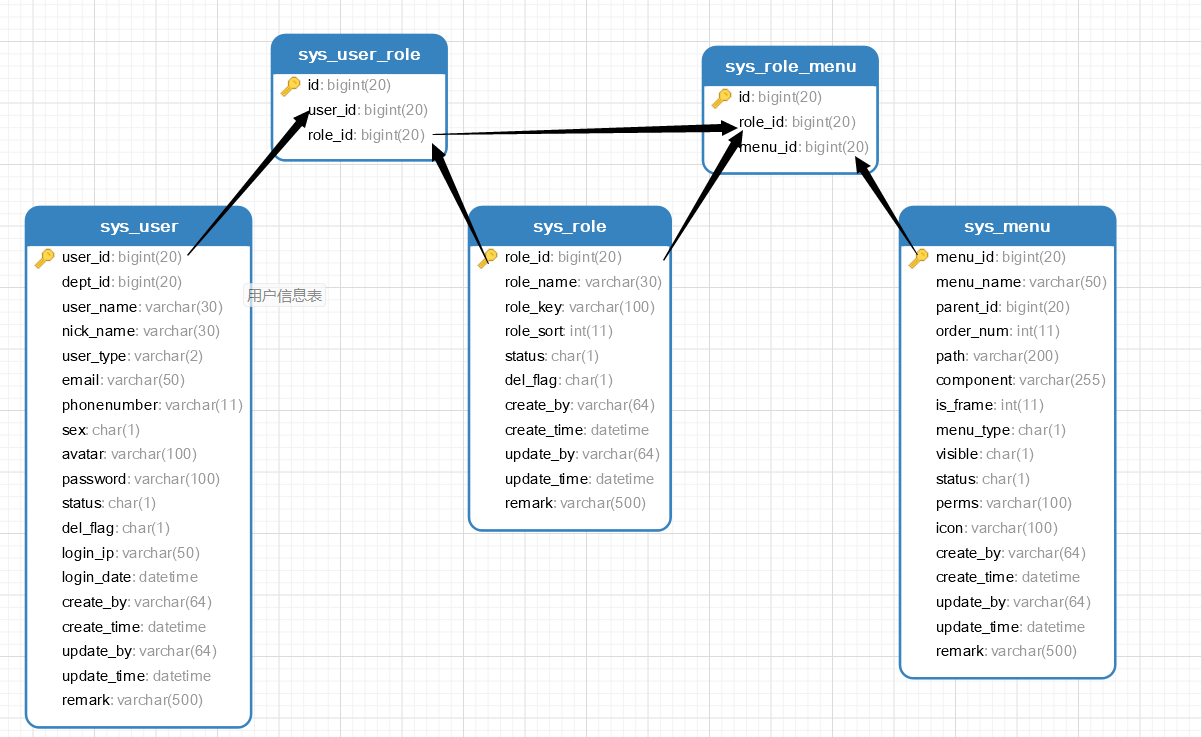 sys_user_role
id: bigint(20)
user_id: bigint(20)
role_id: bigint(20)
sys_role_menu
id: bigint(20)
role_id: bigint(20)
menu_id: bigint(20)
sys_user
user_id: bigint(20)
dept_id: bigint(20)
user_name: varchar(30)
nick_name: varchar(30)
user_type: varchar(2)
email: varchar(50)
phonenumber: varchar(11)
sex: char(1)
avatar: varchar(100)
password: varchar(100)
status: char(1)
del_flag: char(1)
login_ip: varchar(50)
login_date: datetime
create_by: varchar(64)
create_time: datetime
update_by: varchar(64)
update_time: datetime
remark: varchar(500)
用户信息表
sys_role
role_id: bigint(20)
role_name: varchar(30)
role_key: varchar(100)
role_sort: int(11)
status: char(1)
del_flag: char(1)
create_by: varchar(64)
create_time: datetime
update_by: varchar(64)
update_time: datetime
remark: varchar(500)
sys_menu
menu_id: bigint(20)
menu_name: varchar(50)
parent_id: bigint(20)
order_num: int(11)
path: varchar(200)
component: varchar(255)
is_frame: int(11)
menu_type: char(1)
visible: char(1)
status: char(1)
perms: varchar(100)
icon: varchar(100)
create_by: varchar(64)
create_time: datetime
update_by: varchar(64)
update_time: datetime
remark: varchar(500)